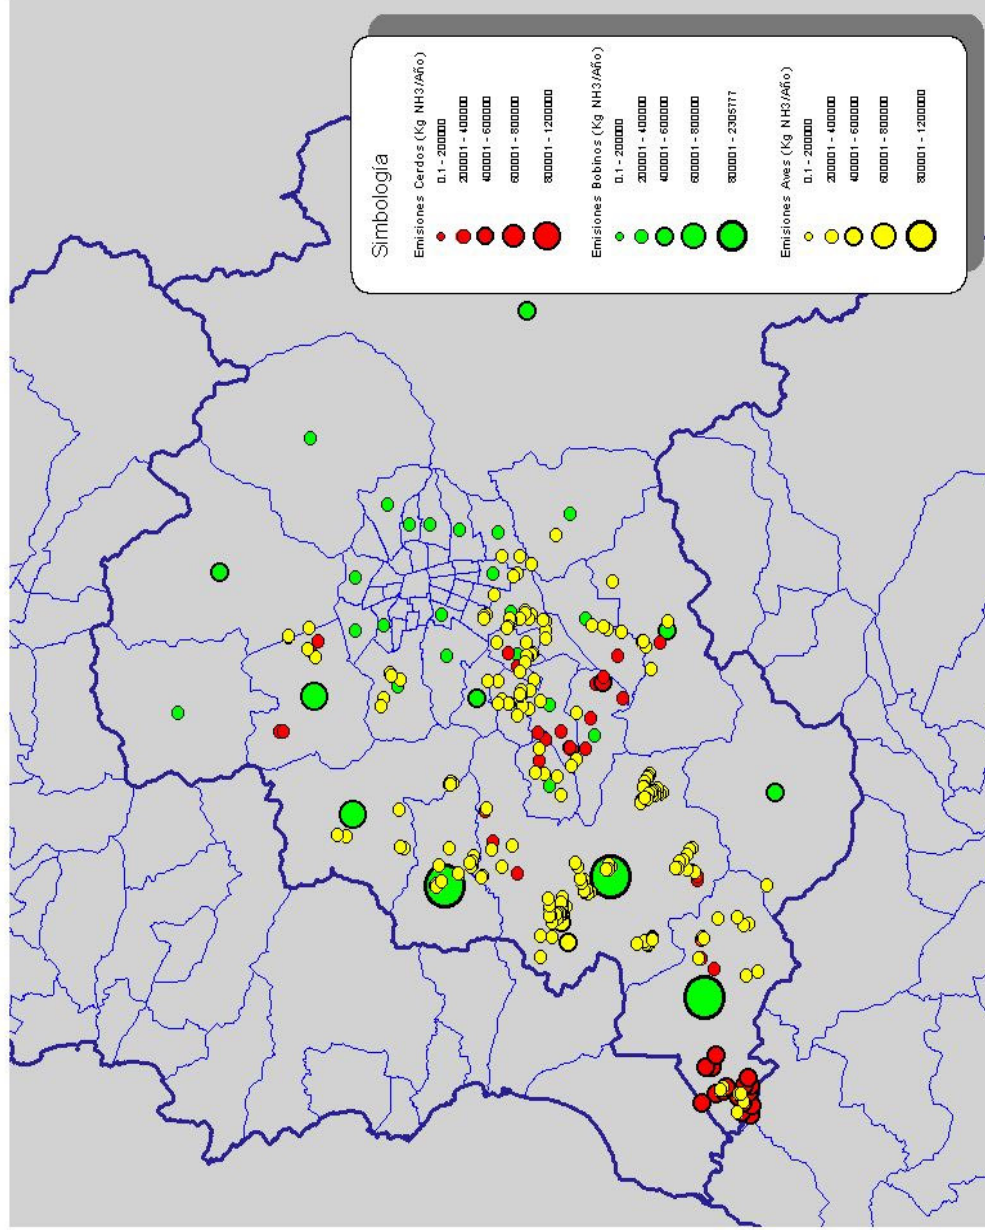 Simbología
Emisiones Cerdos (Kg NH3/Año)
0.1 - 200000
200001 - 400000
400001 - 600000
600001 - 800000
800001 - 1200000
Emisiones Bobinos (Kg NH3/Año)
0.1 - 200000
200001 - 400000
400001 - 600000
600001 - 800000
800001 - 2305777
Emisiones Aves (Kg NH3/Año)
0.1 - 200000
200001 - 400000
400001 - 600000
600001 - 800000
800001 - 1200000